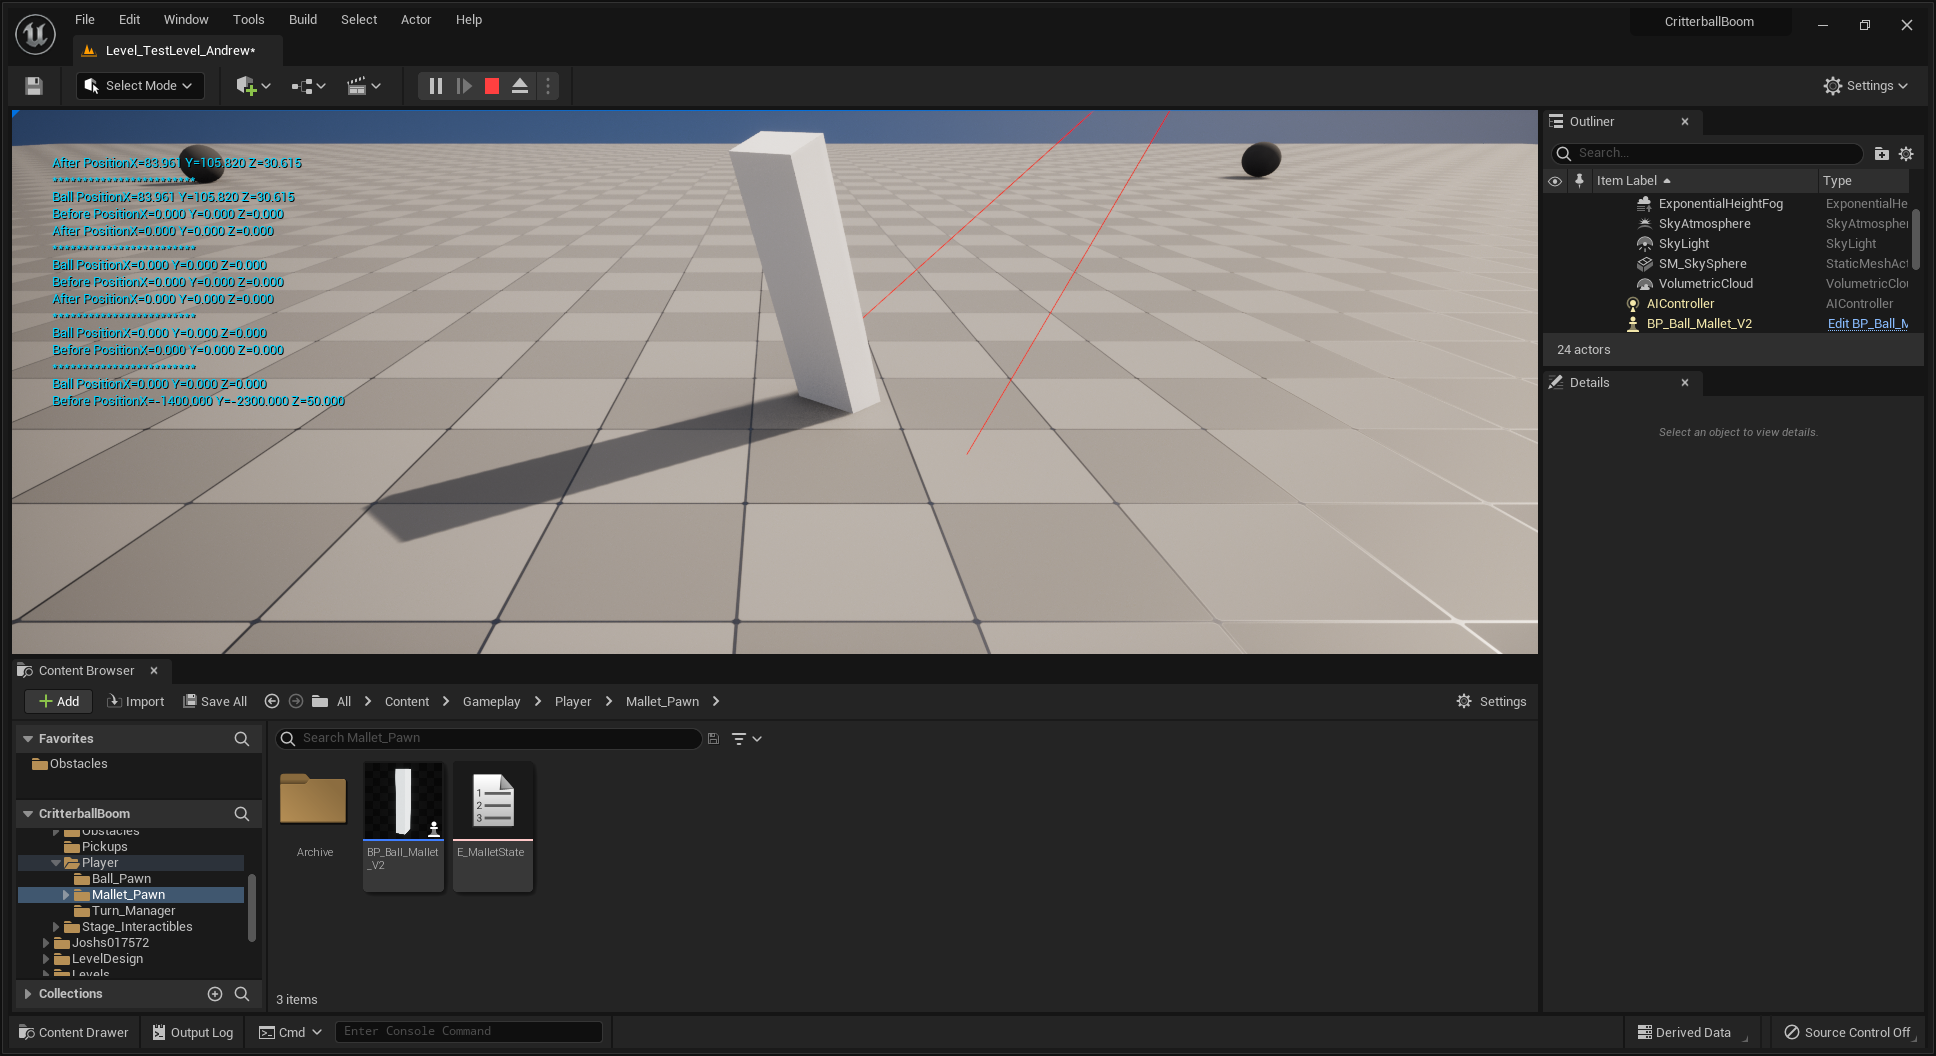 File Edit Window Tools Build Select Actor Help
CritterballBoom
Level_TestLevel_Andrew*
Select Mode
Settings
After PositionX=83.961 Y=105.820 Z=30.615
************************
Ball PositionX=83.961 Y=105.820 Z=30.615
Before PositionX=0.000 Y=0.000 Z=0.000
After PositionX=0.000 Y=0.000 Z=0.000
************************
Ball PositionX=0.000 Y=0.000 Z=0.000
Before PositionX=0.000 Y=0.000 Z=0.000
After PositionX=0.000 Y=0.000 Z=0.000
************************
Ball PositionX=0.000 Y=0.000 Z=0.000
Before PositionX=0.000 Y=0.000 Z=0.000
************************
Ball PositionX=0.000 Y=0.000 Z=0.000
Before PositionX=-1400.000 Y=-2300.000 Z=50.000
Outliner
Search...
Item Label Type
ExponentialHeightFog ExponentialHe
SkyAtmosphere SkyAtmospher
SkyLight SkyLight
SM_SkySphere StaticMeshAct
VolumetricCloud VolumetricClou
AIController AIController
BP_Ball_Mallet_V2 Edit BP_Ball_M
24 actors
Details
Select an object to view details.
Content Browser
Add Import Save All All Content Gameplay Player Mallet_Pawn Settings
Favorites
Obstacles
CritterballBoom
Obstacles
Pickups
Player
Ball_Pawn
Mallet_Pawn
Turn_Manager
Stage_Interactibles
Joshs017572
LevelDesign
Levels
Collections
Search Mallet_Pawn
1
2
3
Archive
BP_Ball_Mallet
_V2
E_MalletState
3 items
Content Drawer Output Log Cmd Enter Console Command Derived Data Source Control Off